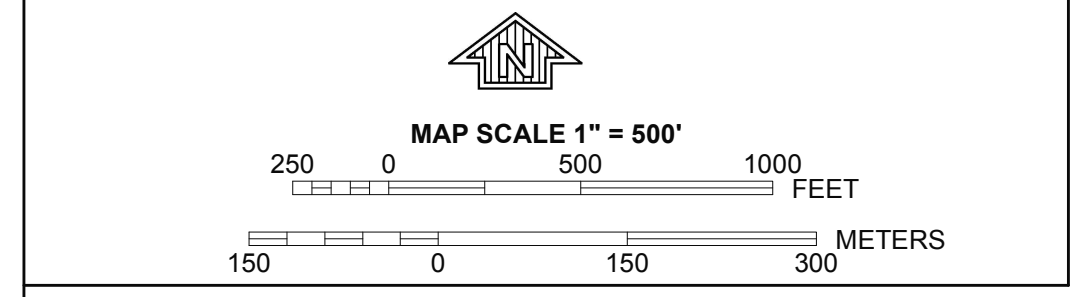 N
MAP SCALE 1" = 500'
250 0 500 1000
FEET
METERS
150 0 150 300